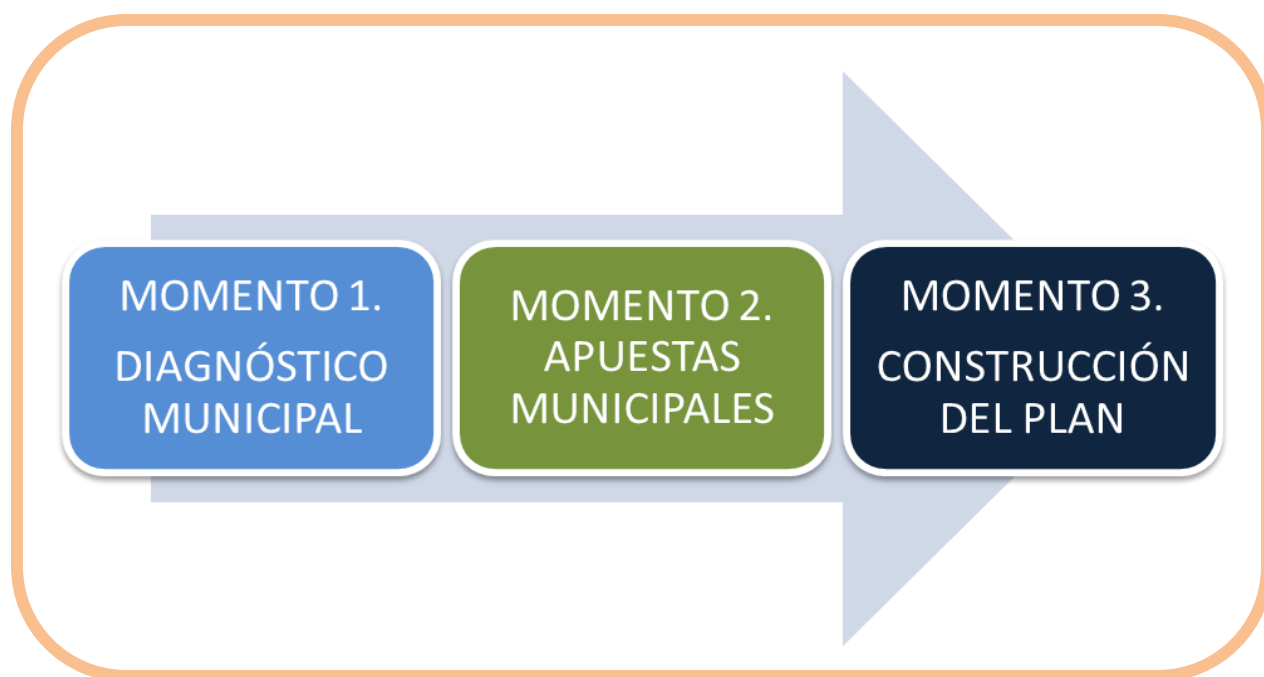 MOMENTO 1.
DIAGNÓSTICO
MUNICIPAL
MOMENTO 2.
APUESTAS
MUNICIPALES
MOMENTO 3.
CONSTRUCCIÓN
DEL PLAN